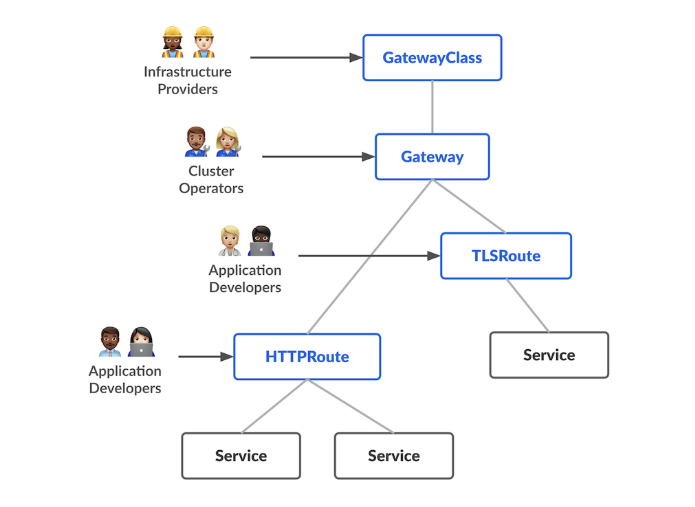 GatewayClass
Infrastructure
Providers
Gateway
Cluster
Operators
TLSRoute
Application
Developers
Service
HTTPRoute
Application
Developers
Service
Service